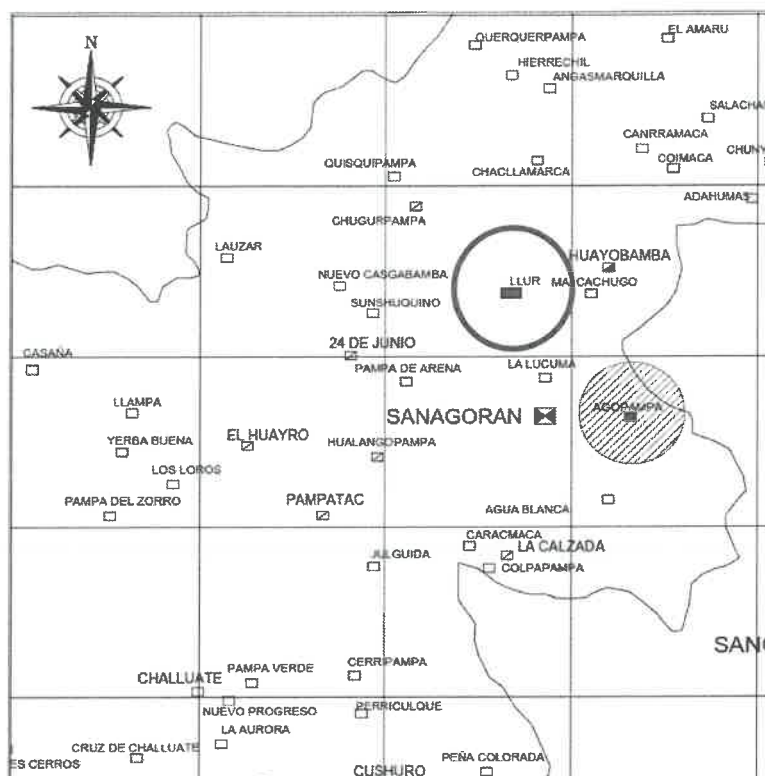 EL AMARU
QUERQUERPAMPA
N
HIERRECHIL
ANGASMARQUILLA
CANRRAMACA
QUISQUIPAMPA
CHACLLAMARCA
COIMACA
ADAHUMAS
CHUGURPAMPA
LAUZAR
HUAYOBAMBA
NUEVO CASGABAMBA
LLUR
MACACHUGO
SUNSHUQUINO
24 DE JUNIO
CASAÑA
PAMPA DE ARENA
LA LUCUMA
LLAMPA
SANAGORAN
AGOPAMPA
YERBA BUENA
EL HUAYRO
HUALANGOPAMPA
LOS LOROS
PAMPA DEL ZORRO
PAMPATAC
AGUA BLANCA
CARACMACA
LA CALZADA
JULGUIDA
COLPAPAMPA
CHALLUATE
PAMPA VERDE
CERRIPAMPA
NUEVO PROGRESO
PERRICULQUE
LA AURORA
CRUZ DE CHALLUATE
PEÑA COLORADA
ES CERROS
CUSHURO